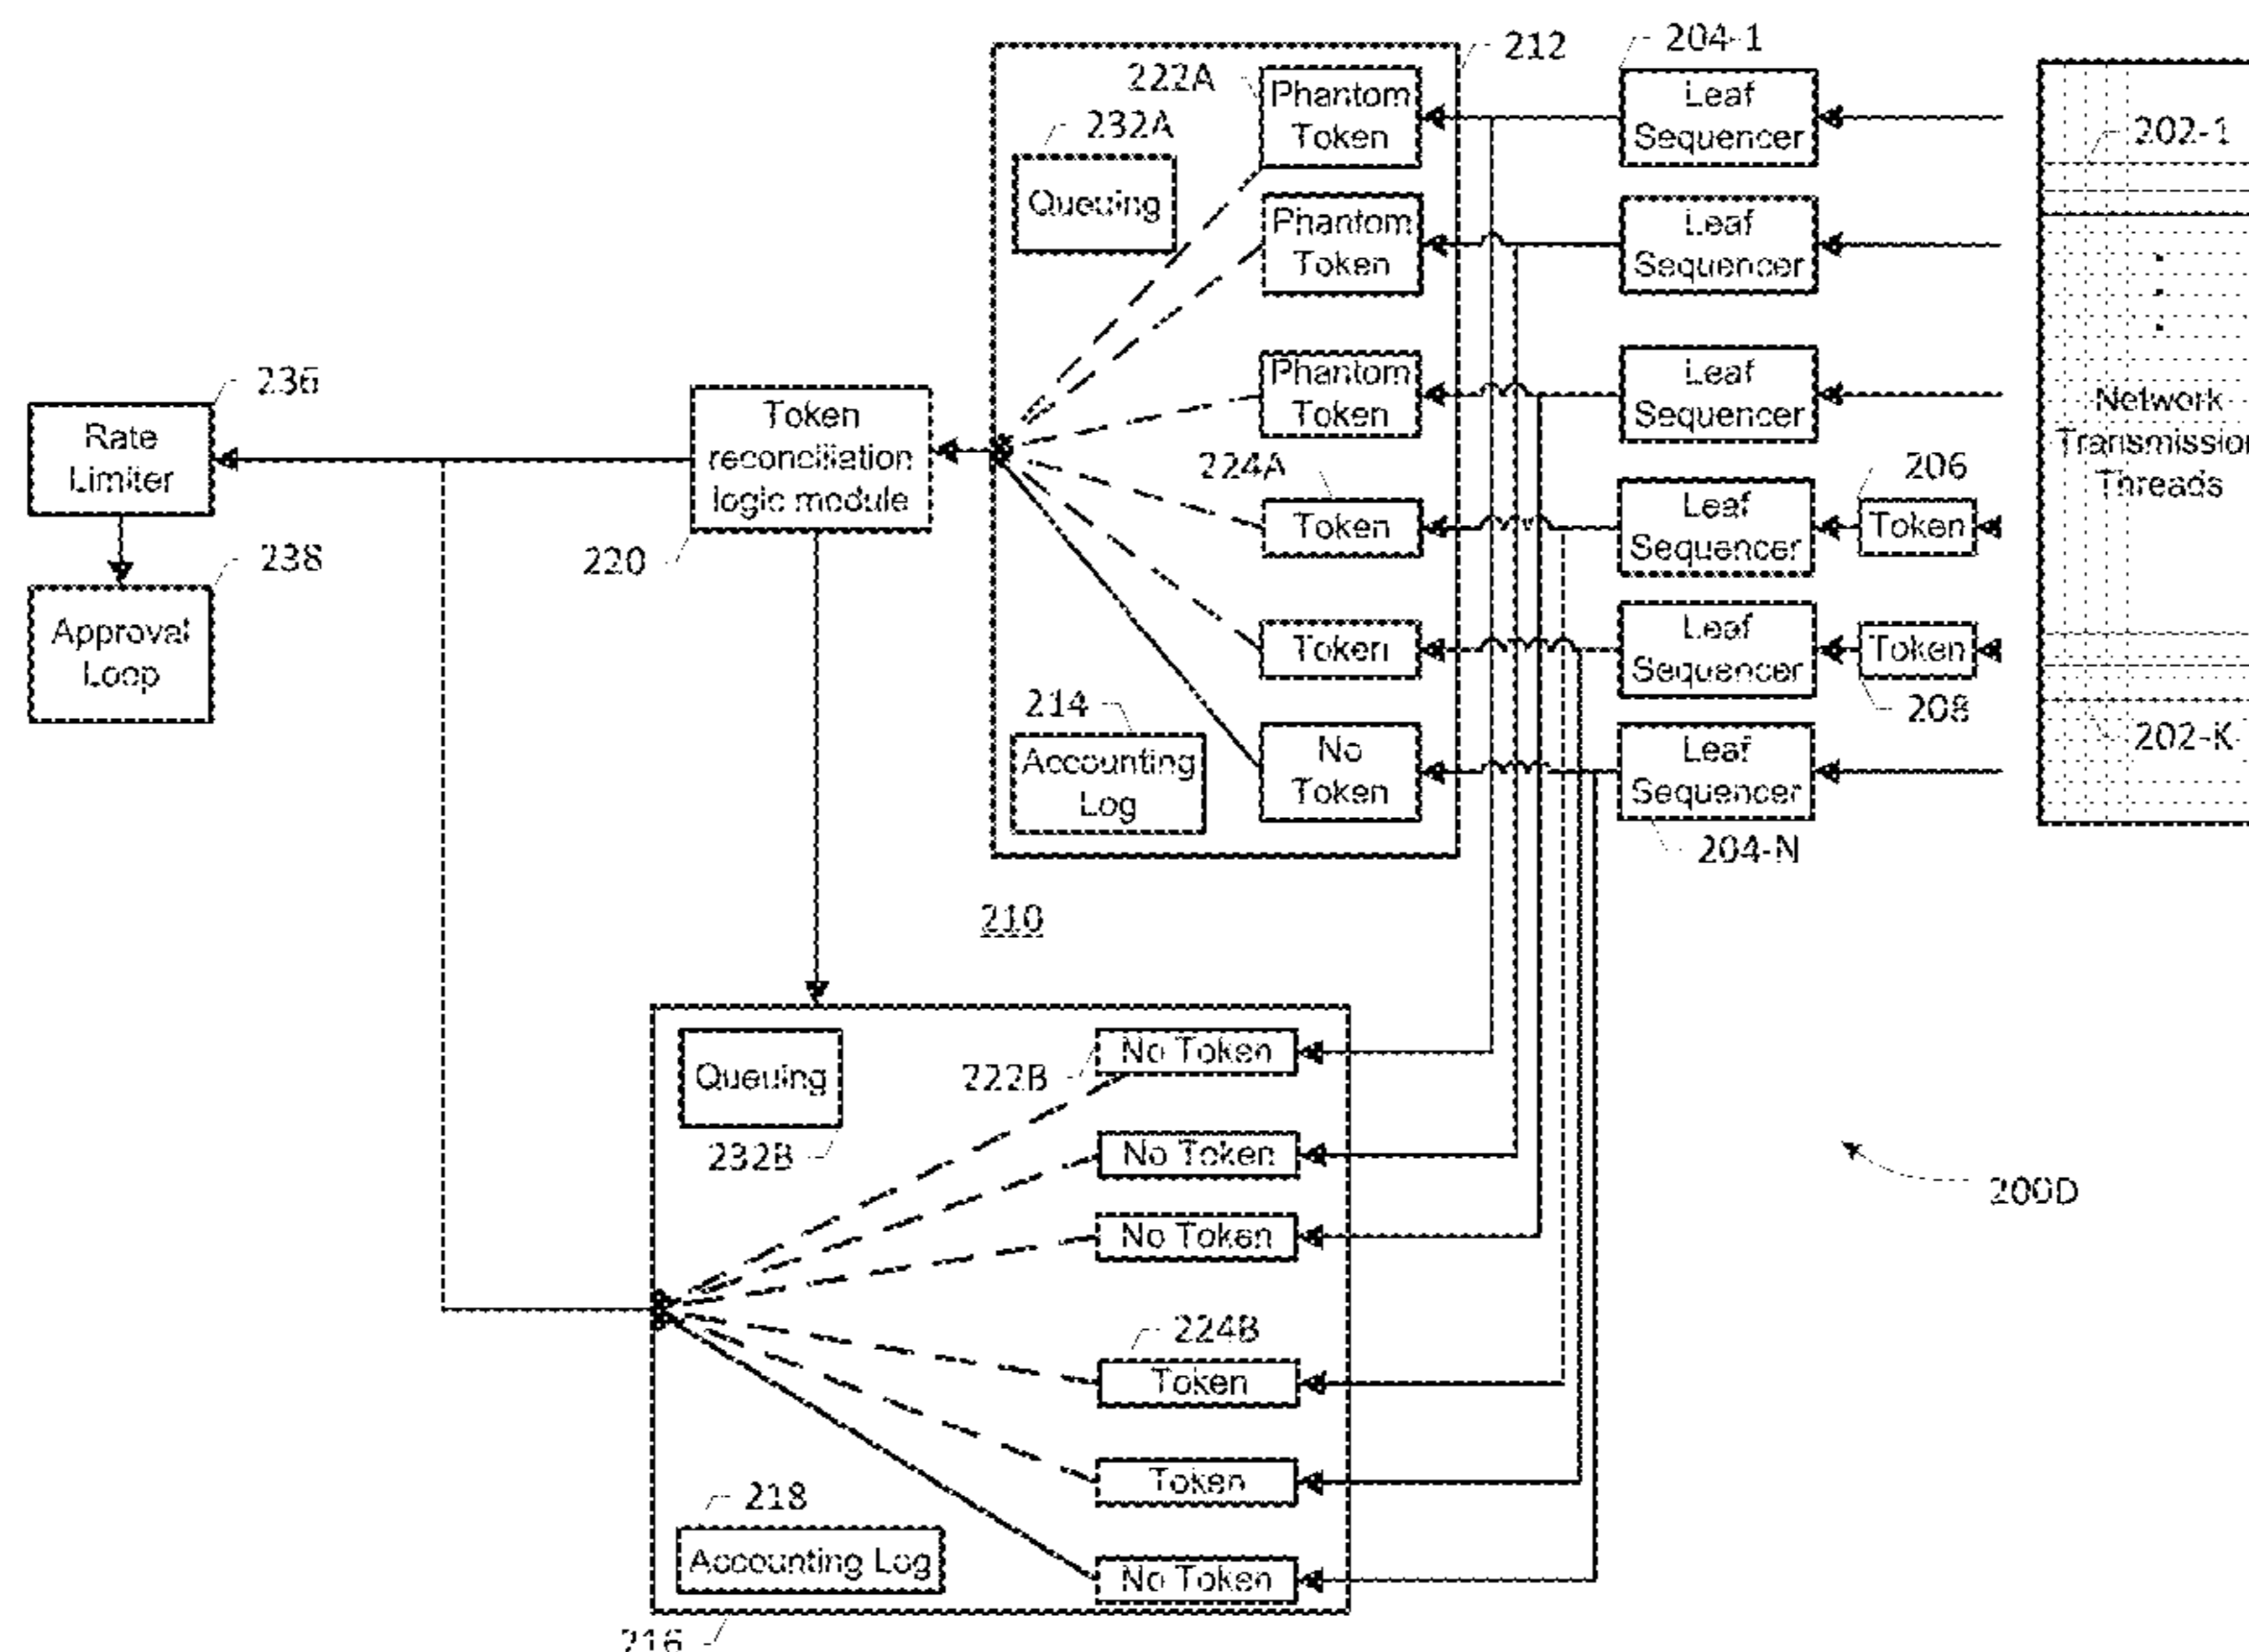 212
204-1
222A
Phantom
Token
Leaf
Sequencer
202-1
232A
Queuing
Phantom
Token
Leaf
Sequencer
236
Rate
Limiter
Token
reconciliation
logic module
Phantom
Token
Leaf
Sequencer
Network
Transmission
Threads
224A
Token
Leaf
Sequencer
206
Token
238
Approval
Loop
220
Token
Leaf
Sequencer
Token
208
214
Accounting
Log
No
Token
Leaf
Sequencer
202-K
204-N
210
Queuing
222B
No Token
232B
No Token
200D
No Token
224B
Token
Token
218
Accounting Log
No Token
216